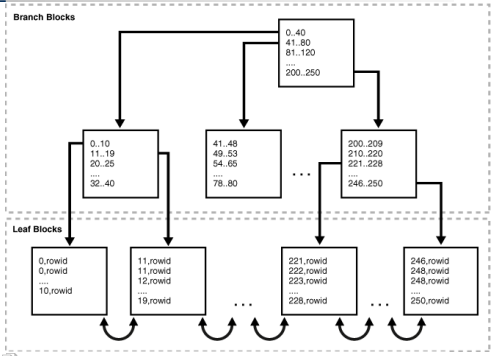 Branch Blocks
0..40
41..80
81..120
....
200..250
0..10
11..19
20..25
....
32..40
41..48
49..53
54..65
....
78..80
...
200..209
210..220
221..228
....
246..250
Leaf Blocks
0,rowid
0,rowid
....
10,rowid
11,rowid
11,rowid
12,rowid
....
19,rowid
...
221,rowid
222,rowid
223,rowid
....
228,rowid
...
246,rowid
248,rowid
248,rowid
....
250,rowid